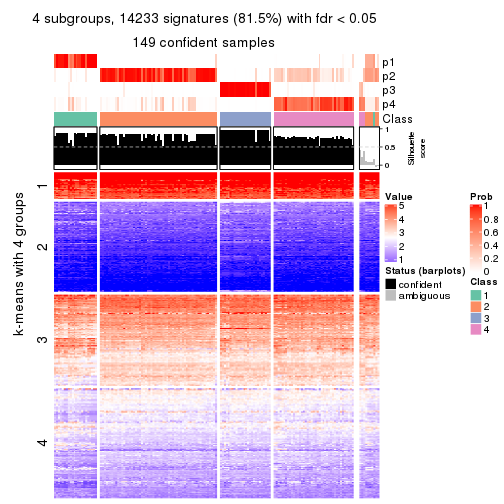 4 subgroups, 14233 signatures (81.5%) with fdr < 0.05
149 confident samples
p1
p2
p3
p4
Class
1
0.5
0
Silhouette
score
k-means with 4 groups
1
2
3
4
Value
5
4
3
2
1
Status (barplots)
confident
ambiguous
Prob
1
0.8
0.6
0.4
0.2
0
Class
1
2
3
4